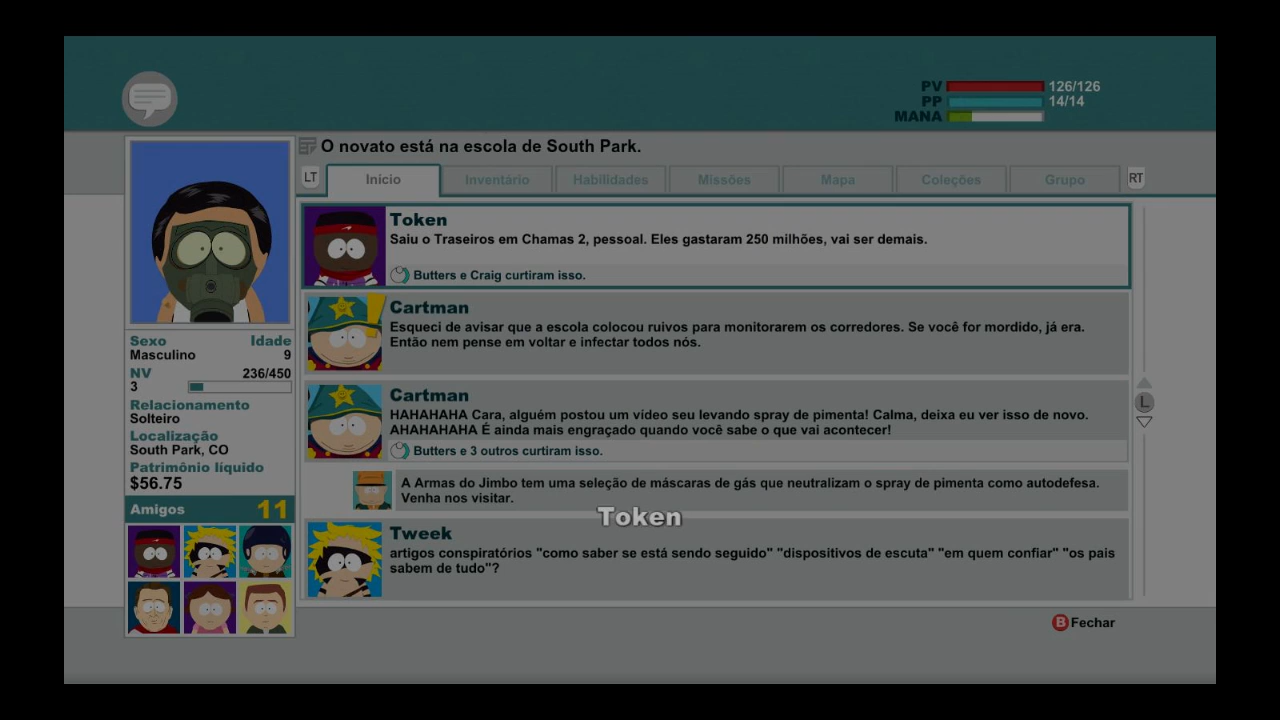 PV 126/126
PP 14/14
MANA
O novato está na escola de South Park.
LT Inicio Inventário Habilidades Missões Mapa Coleções Grupo RT
Token
Saiu o Traseiros em Chamas 2, pessoal. Eles gastaram 250 milhões, vai ser demais.
Butters e Craig curtiram isso.
Cartman
Esqueci de avisar que a escola colocou ruivos para monitorarem os corredores. Se você for mordido, já era.
Então nem pense em voltar e infectar todos nós.
Cartman
HAHAHAHA Cara, alguém postou um vídeo seu levando spray de pimenta! Calma, deixa eu ver isso de novo.
AHAHAHAHA É ainda mais engraçado quando você sabe o que vai acontecer!
Butters e 3 outros curtiram isso.
A Armas do Jimbo tem uma seleção de máscaras de gás que neutralizam o spray de pimenta como autodefesa.
Venha nos visitar.
Token
Tweek
artigos conspiratórios "como saber se está sendo seguido" "dispositivos de escuta" "em quem confiar" "os pais
sabem de tudo"?
Sexo Idade
Masculino 9
NV 236/450
3
Relacionamento
Solteiro
Localização
South Park, CO
Patrimônio líquido
$56.75
Amigos 11
L
B Fechar